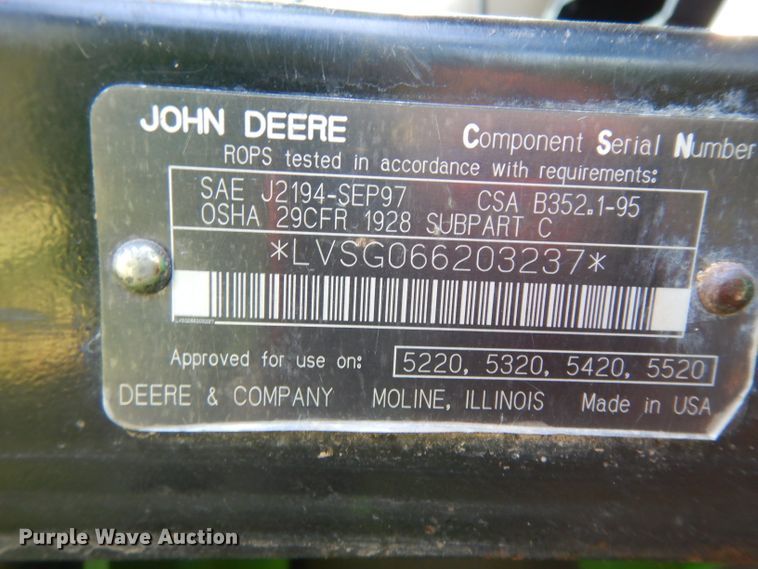 JOHN DEERE Component Serial Number
ROPS tested in accordance with requirements:
SAE J2194-SEP97 CSA B352.1-95
OSHA 29CFR 1928 SUBPART C
*LVSG066203237*
Approved for use on: 5220, 5320, 5420, 5520
DEERE & COMPANY MOLINE, ILLINOIS Made in USA
Purple Wave Auction®